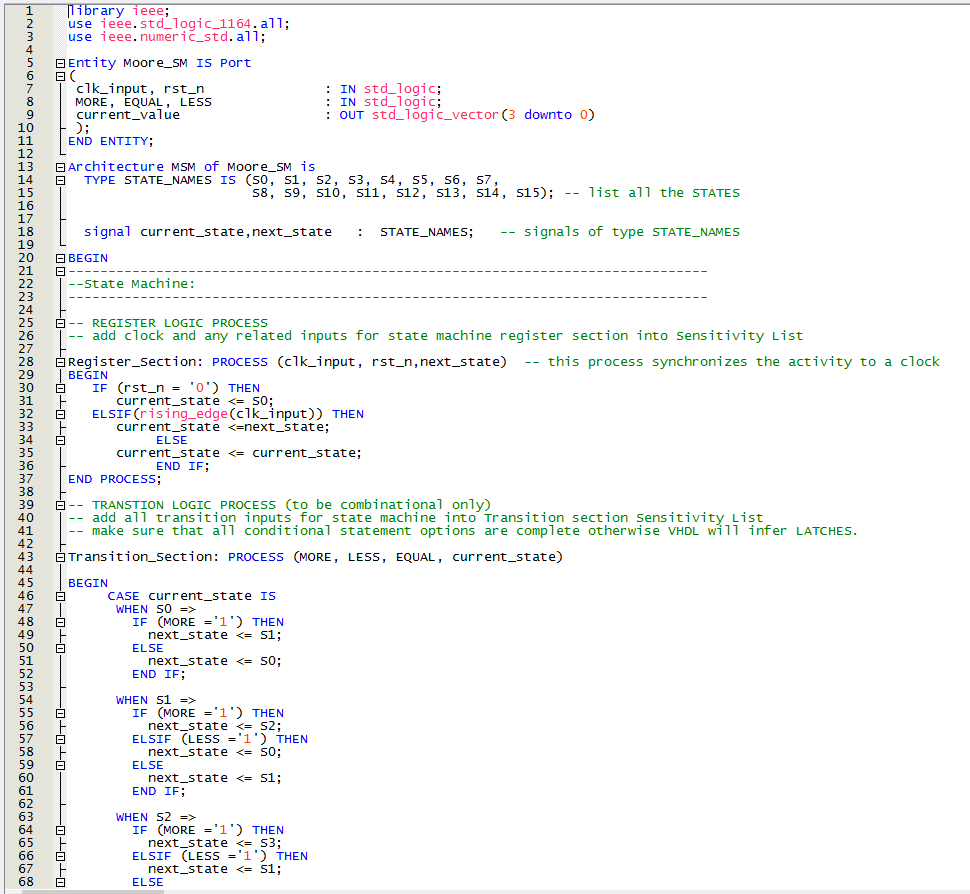 1 library ieee;
2 use ieee.std_logic_1164.all;
3 use ieee.numeric_std.all;
4
5 Entity Moore_SM IS Port
6 (
7 clk_input, rst_n : IN std_logic;
8 MORE, EQUAL, LESS : IN std_logic;
9 current_value : OUT std_logic_vector(3 downto 0)
10 );
11 END ENTITY;
12
13 Architecture MSM of Moore_SM is
14 TYPE STATE_NAMES IS (S0, S1, S2, S3, S4, S5, S6, S7,
15 S8, S9, S10, S11, S12, S13, S14, S15); -- list all the STATES
16
17
18 signal current_state,next_state : STATE_NAMES; -- signals of type STATE_NAMES
19
20 BEGIN
21 --------------------------------------------------------------------------------
22 --State Machine:
23 --------------------------------------------------------------------------------
24
25 -- REGISTER LOGIC PROCESS
26 -- add clock and any related inputs for state machine register section into Sensitivity List
27
28 Register_Section: PROCESS (clk_input, rst_n,next_state) -- this process synchronizes the activity to a clock
29 BEGIN
30 IF (rst_n = '0') THEN
31 current_state <= S0;
32 ELSIF(rising_edge(clk_input)) THEN
33 current_state <=next_state;
34 ELSE
35 current_state <= current_state;
36 END IF;
37 END PROCESS;
38
39 -- TRANSTION LOGIC PROCESS (to be combinational only)
40 -- add all transition inputs for state machine into Transition section Sensitivity List
41 -- make sure that all conditional statement options are complete otherwise VHDL will infer LATCHES.
42
43 Transition_Section: PROCESS (MORE, LESS, EQUAL, current_state)
44
45 BEGIN
46 CASE current_state IS
47 WHEN S0 =>
48 IF (MORE ='1') THEN
49 next_state <= S1;
50 ELSE
51 next_state <= S0;
52 END IF;
53
54 WHEN S1 =>
55 IF (MORE ='1') THEN
56 next_state <= S2;
57 ELSIF (LESS ='1') THEN
58 next_state <= S0;
59 ELSE
60 next_state <= S1;
61 END IF;
62
63 WHEN S2 =>
64 IF (MORE ='1') THEN
65 next_state <= S3;
66 ELSIF (LESS ='1') THEN
67 next_state <= S1;
68 ELSE